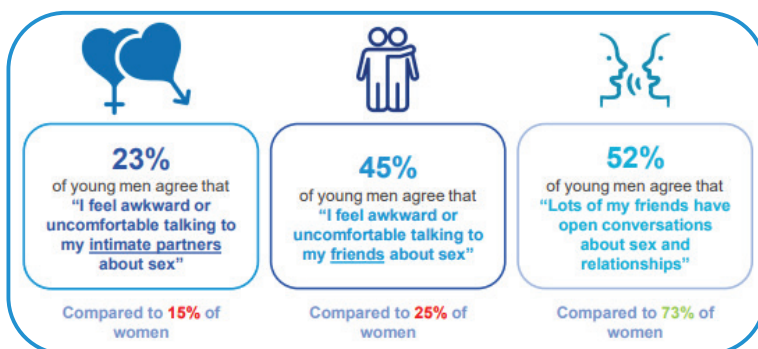 23%
of young men agree that
“I feel awkward or
uncomfortable talking to
my intimate partners
about sex”
Compared to 15% of
women
45%
of young men agree that
“I feel awkward or
uncomfortable talking to
my friends about sex”
Compared to 25% of
women
52%
of young men agree that
“Lots of my friends have
open conversations
about sex and
relationships”
Compared to 73% of
women